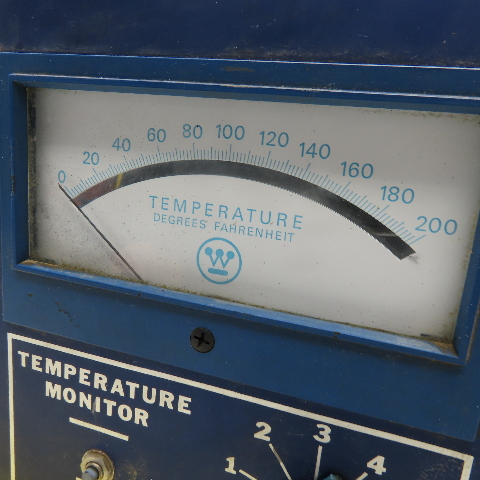 0 20 40 60 80 100 120 140 160 180 200
TEMPERATURE
DEGREES FAHRENHEIT
W
TEMPERATURE
MONITOR
1 2 3 4